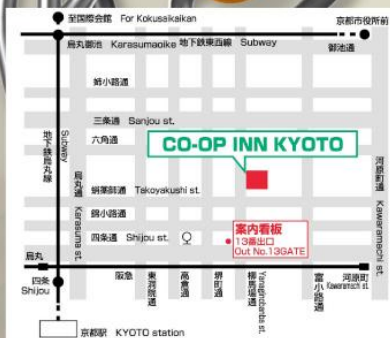 至国際会館 For Kokusaikaikan
京都市役所前
烏丸御池 Karasumaoike 地下鉄東西線 Subway
御池通
姉小路通
三条通 Sanjou st.
六角通
CO-OP INN KYOTO
地下鉄烏丸線
Subway
烏丸通
Karasuma st.
河原町通
Kawaramachi st.
蛸薬師通 Takoyakushi st.
錦小路通
四条通 Shijou st.
案内看板
13番出口
Out No.13GATE
烏丸
四条
Shijou
阪急
東洞院通
高倉通
堺町通
柳馬場通
Yanaginobanba st.
富小路通
河原町
Kawaramachi st.
京都駅 KYOTO station